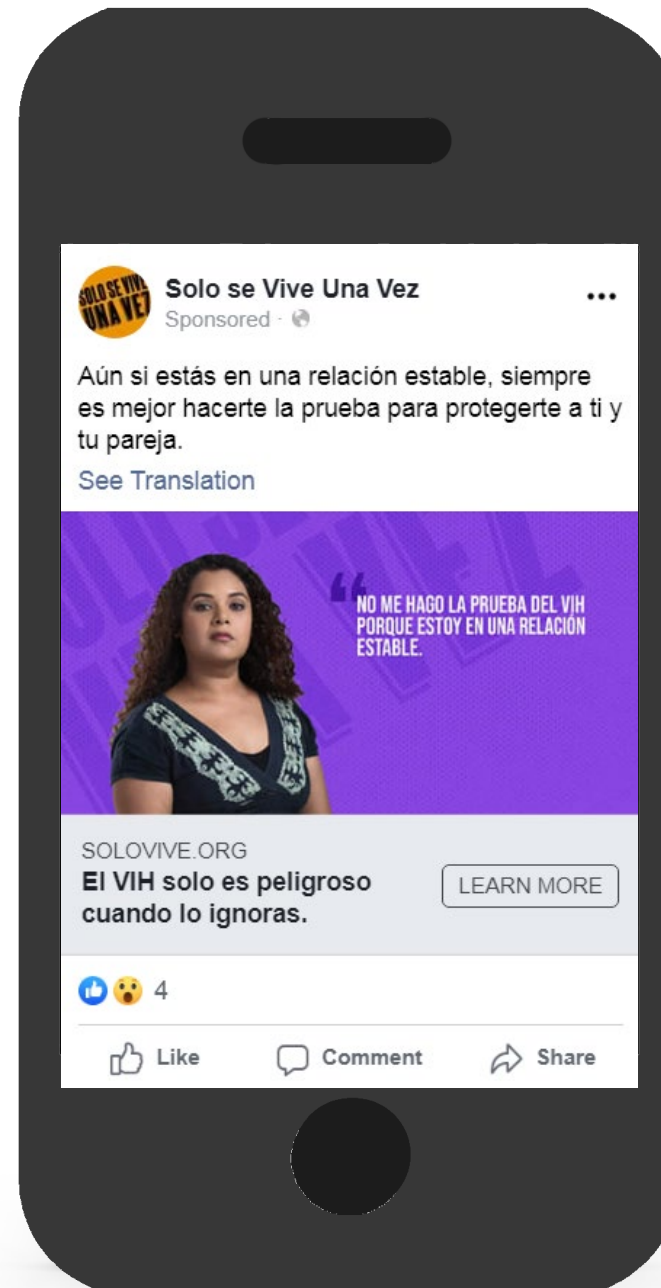 SOLO SE VIVE
UNA VEZ
Solo se Vive Una Vez
Sponsored ·
Aún si estás en una relación estable, siempre
es mejor hacerte la prueba para protegerte a ti y
tu pareja.
See Translation
“NO ME HAGO LA PRUEBA DEL VIH
PORQUE ESTOY EN UNA RELACIÓN
ESTABLE.
SOLOVIVE.ORG
El VIH solo es peligroso
cuando lo ignoras.
LEARN MORE
4
Like Comment Share